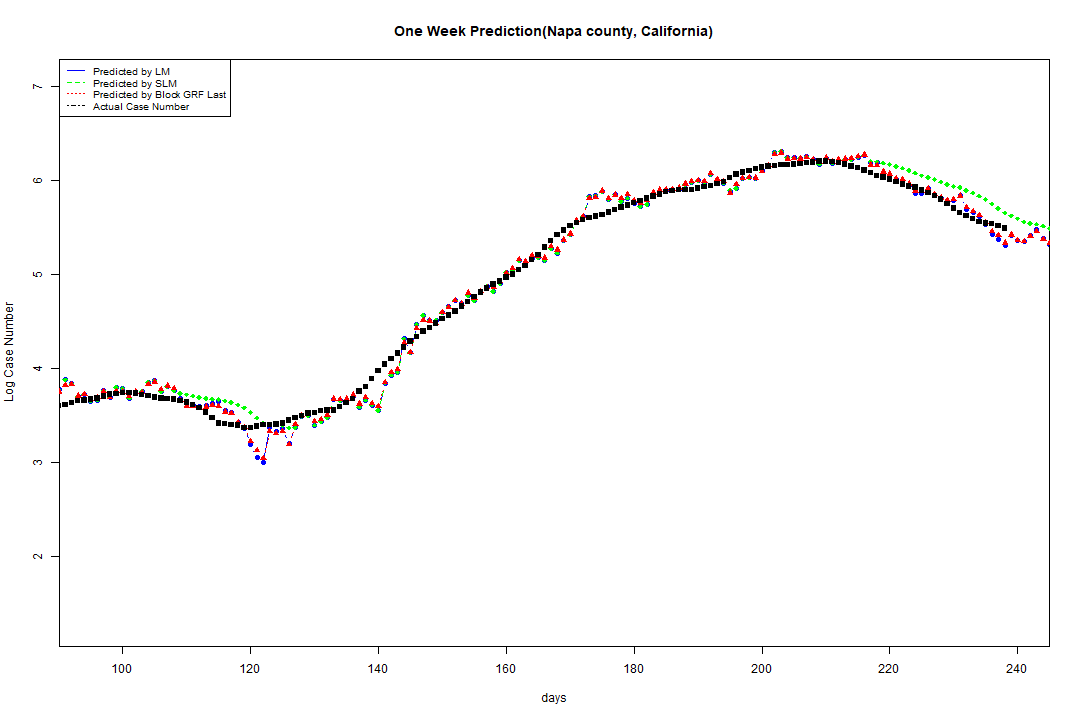 One Week Prediction(Napa county, California)
Predicted by LM
Predicted by SLM
Predicted by Block GRF Last
Actual Case Number
7
6
5
4
3
2
Log Case Number
100 120 140 160 180 200 220 240
days